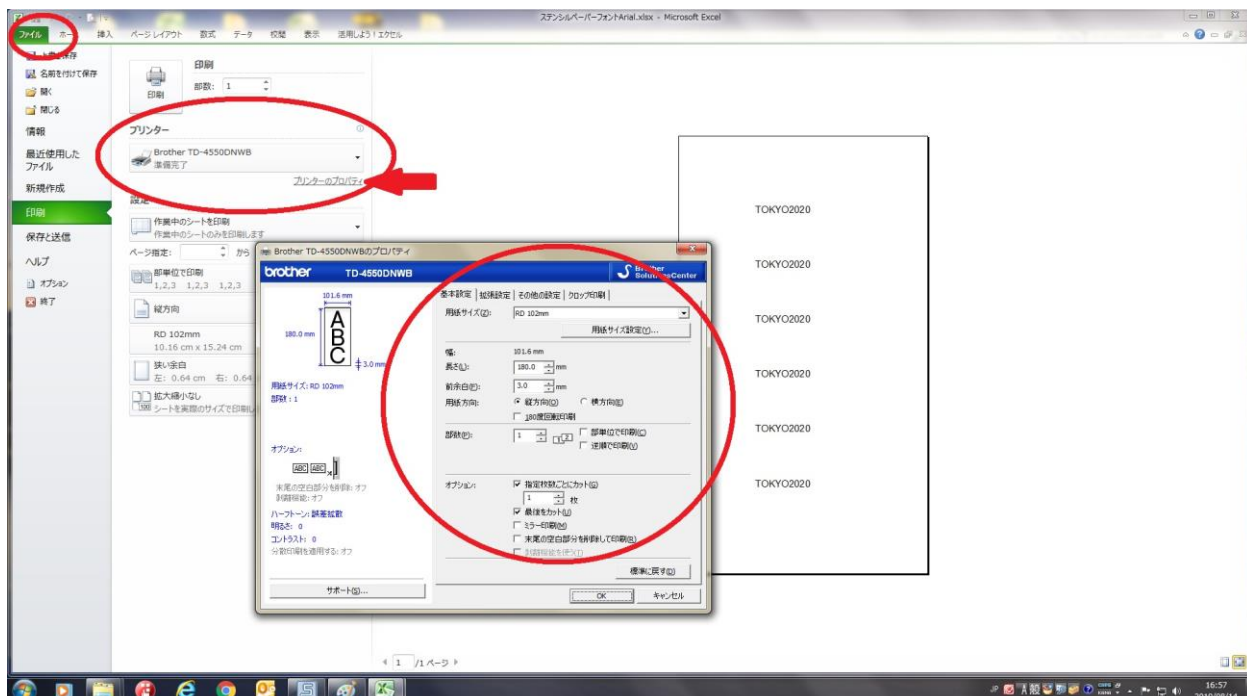 ステンシルペーパーフォントArial.xlsx - Microsoft Excel
ファイル ホーム 挿入 ページレイアウト 数式 データ 校閲 表示 活用しよう!エクセル
名前を付けて保存
開く
閉じる
情報
最近使用した
ファイル
新規作成
印刷
保存と送信
ヘルプ
オプション
終了
印刷
印刷
部数: 1
プリンター
Brother TD-4550DNWB
準備完了
プリンターのプロパティ
設定
作業中のシートを印刷
作業中のシートのみを印刷します
ページ指定: から
部単位で印刷
1,2,3 1,2,3 1,2,3
縦方向
RD 102mm
10.16 cm x 15.24 cm
狭い余白
左: 0.64 cm 右: 0.64
拡大縮小なし
シートを実際のサイズで印刷し
Brother TD-4550DNWBのプロパティ
brother TD-4550DNWB
Brother
SolutionsCenter
101.6 mm
180.0 mm
A
B
C
3.0 mm
用紙サイズ: RD 102mm
部数 : 1
オプション:
ABC ABC
末尾の空白部分を削除: オフ
剥離機能: オフ
ハーフトーン: 誤差拡散
明るさ: 0
コントラスト: 0
分散印刷を適用する: オフ
サポート(S)...
基本設定 拡張設定 その他の設定 クロップ印刷
用紙サイズ(Z): RD 102mm
用紙サイズ設定(Y)...
幅: 101.6 mm
長さ(L): 180.0 mm
前余白(F): 3.0 mm
用紙方向: 縦方向(O) 横方向(E)
180度回転印刷
部数(P): 1 部単位で印刷(C)
逆順で印刷(V)
オプション: 指定枚数ごとにカット(G)
1 枚
最後をカット(U)
ミラー印刷(M)
末尾の空白部分を削除して印刷(R)
剥離機能を使う(T)
標準に戻す(D)
OK キャンセル
TOKYO2020
TOKYO2020
TOKYO2020
TOKYO2020
TOKYO2020
TOKYO2020
1 /1 ページ
JP A 般
16:57